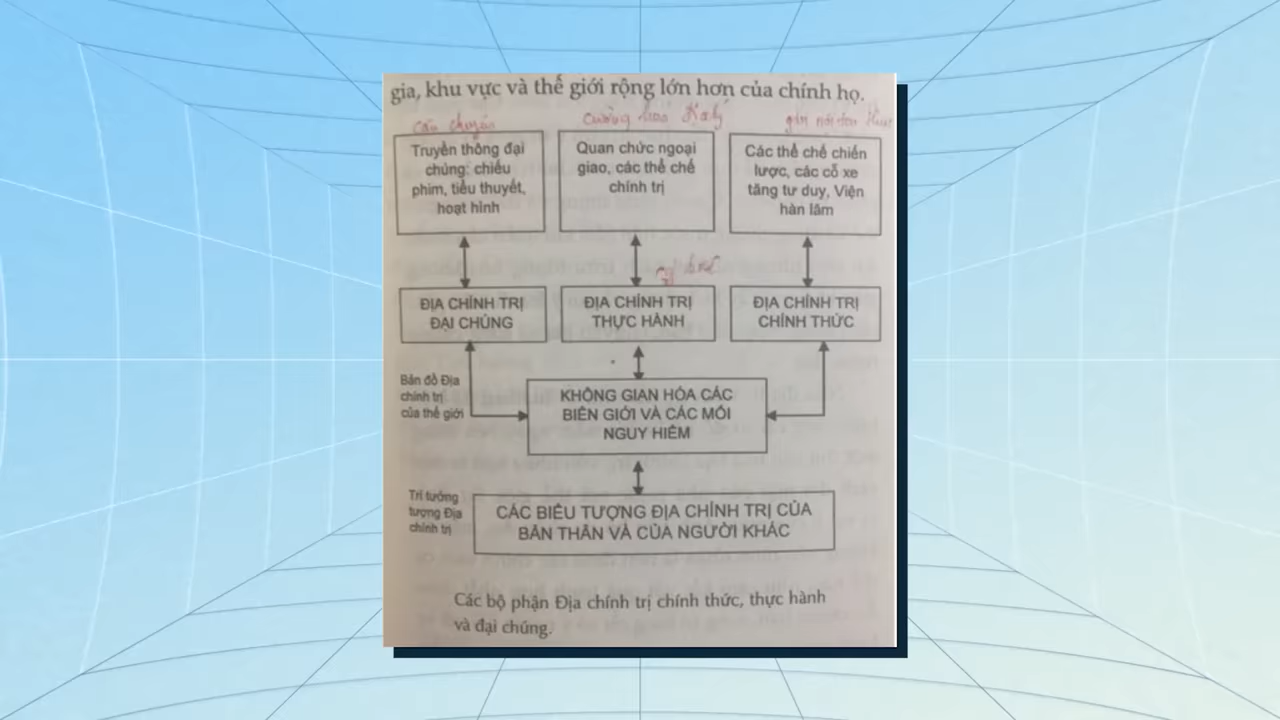 gia, khu vực và thế giới rộng lớn hơn của chính họ.
câu chuyện
Truyền thông đại
chúng: chiếu
phim, tiểu thuyết,
hoạt hình
Quan chức ngoại
giao, các thể chế
chính trị
Các thể chế chiến
lược, các cỗ xe
tăng tư duy, Viện
hàn lâm
ĐỊA CHÍNH TRỊ
ĐẠI CHÚNG
ĐỊA CHÍNH TRỊ
THỰC HÀNH
ĐỊA CHÍNH TRỊ
CHÍNH THỨC
Bản đồ Địa
chính trị
của thế giới
KHÔNG GIAN HÓA CÁC
BIÊN GIỚI VÀ CÁC MỐI
NGUY HIỂM
Trí tưởng
tượng Địa
chính trị
CÁC BIỂU TƯỢNG ĐỊA CHÍNH TRỊ CỦA
BẢN THÂN VÀ CỦA NGƯỜI KHÁC
Các bộ phận Địa chính trị chính thức, thực hành
và đại chúng.